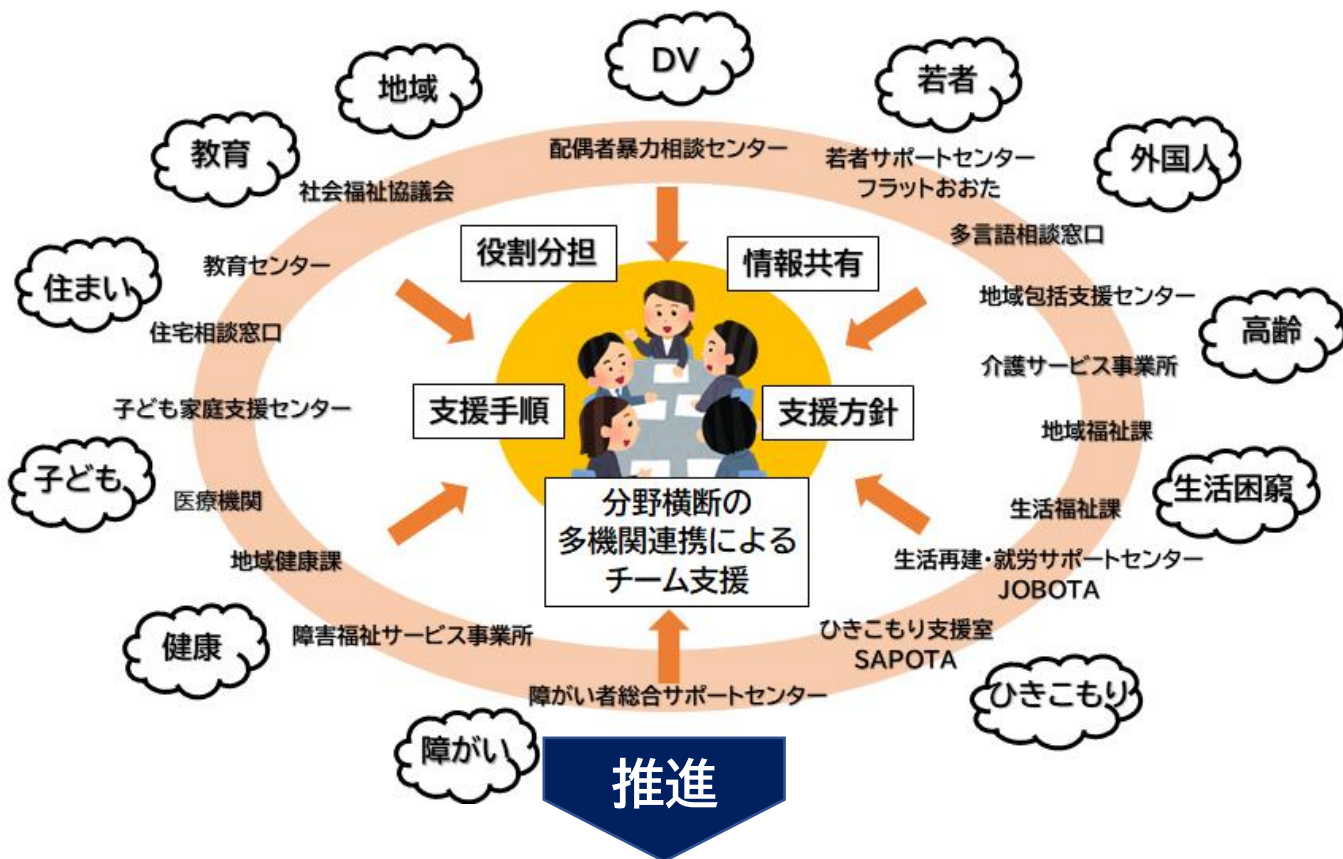 DV
地域
若者
教育
外国人
配偶者暴力相談センター
若者サポートセンター
フラットおおた
社会福祉協議会
多言語相談窓口
役割分担
情報共有
教育センター
住まい
地域包括支援センター
高齢
住宅相談窓口
介護サービス事業所
子ども家庭支援センター
支援手順
支援方針
地域福祉課
子ども
医療機関
生活困窮
生活福祉課
分野横断の
多機関連携による
チーム支援
地域健康課
生活再建・就労サポートセンター
JOBOTA
健康
障害福祉サービス事業所
ひきこもり支援室
SAPOTA
障がい者総合サポートセンター
ひきこもり
障がい
推進